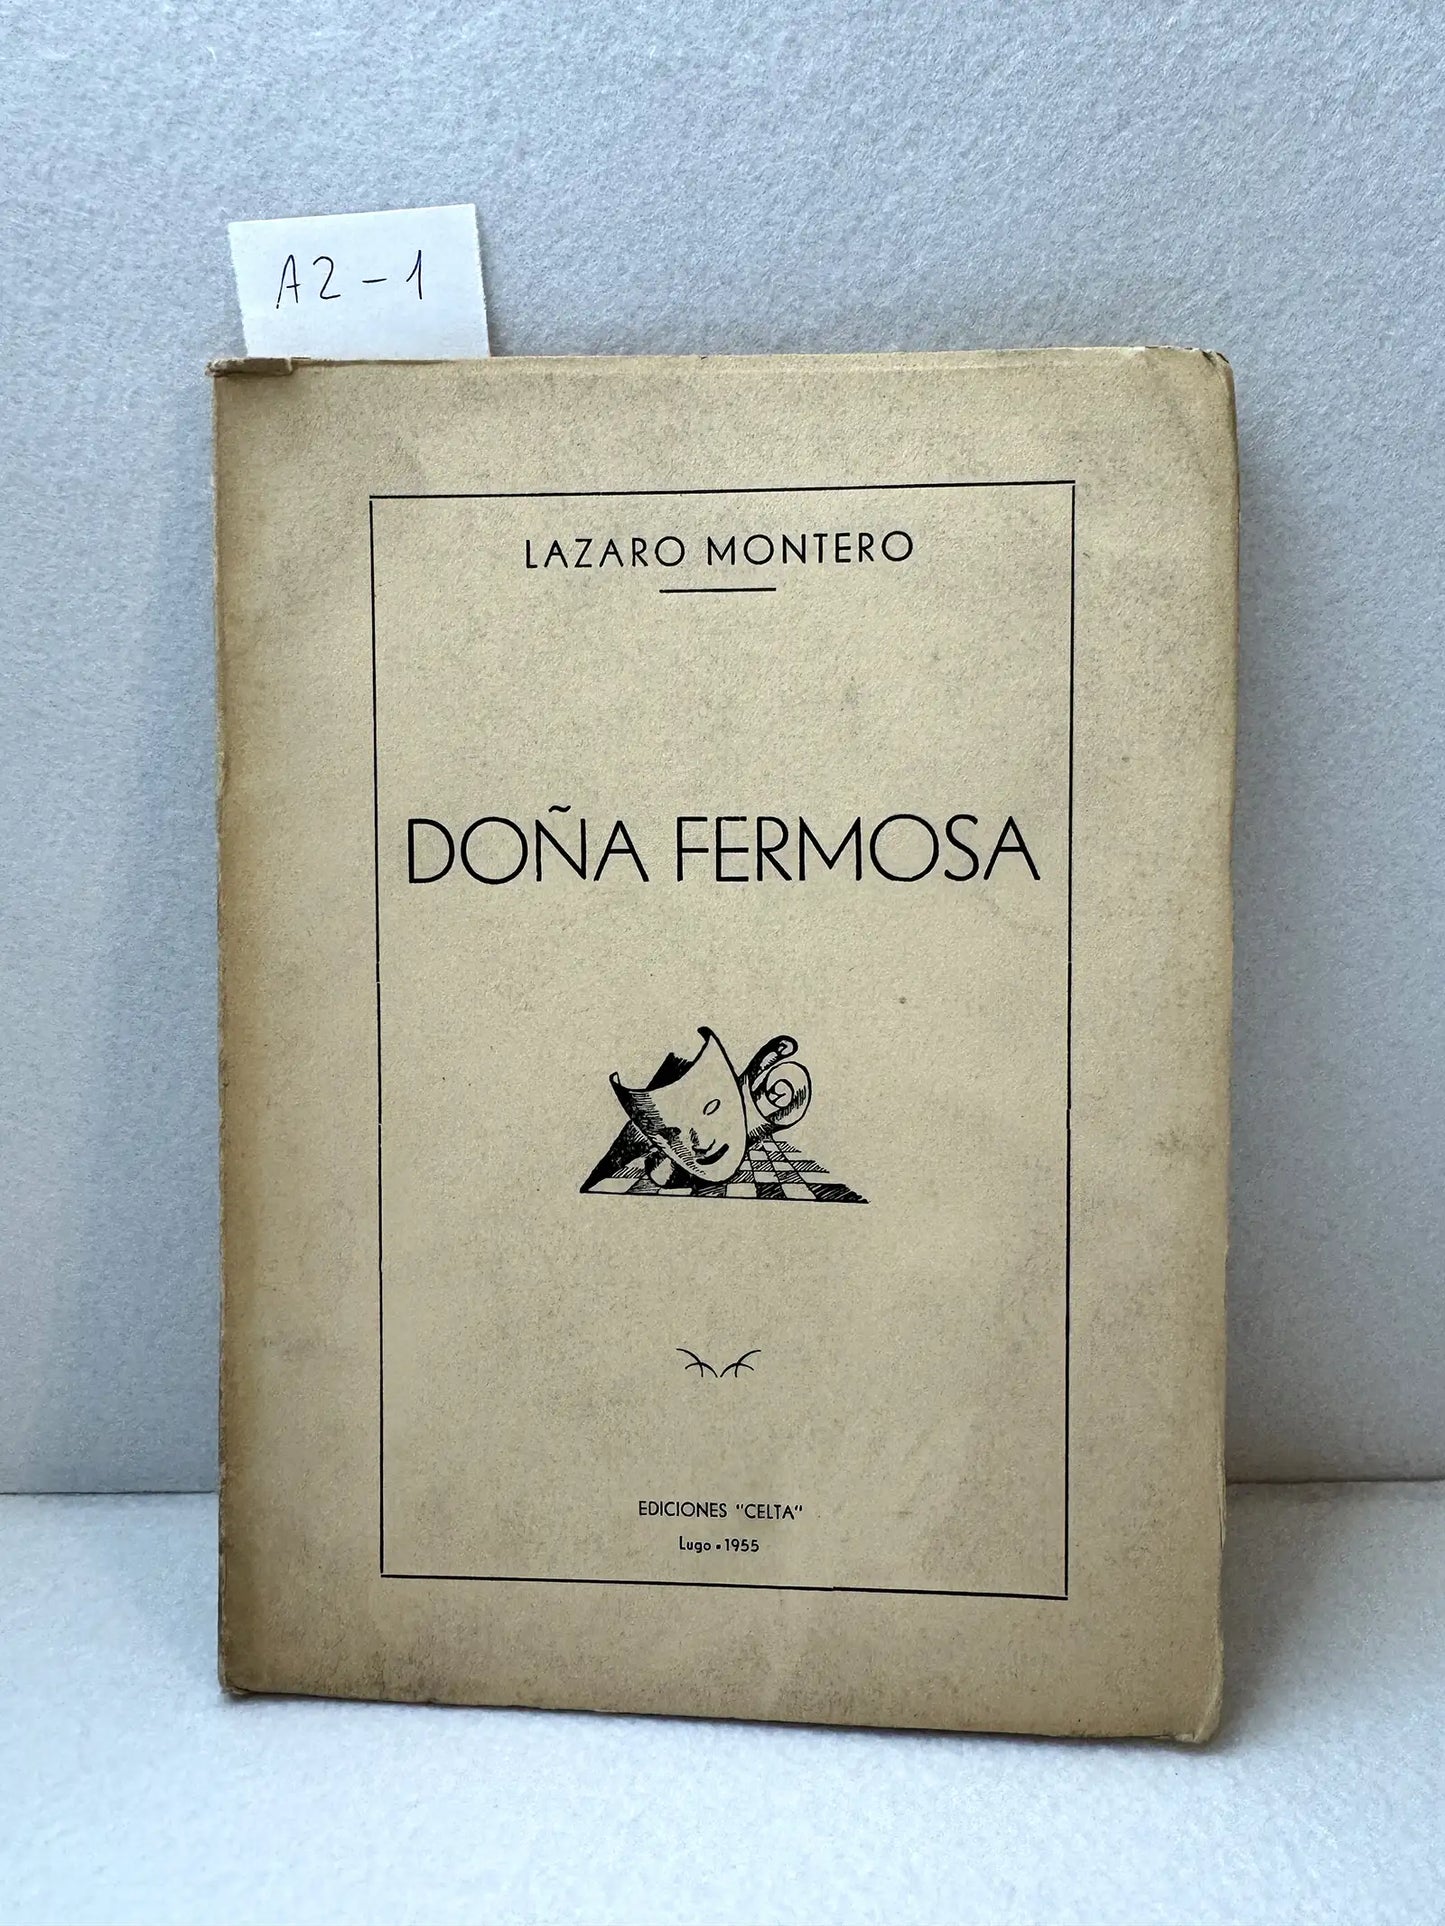 A2-1
LAZARO MONTERO
DOÑA FERMOSA
EDICIONES "CELTA"
Lugo · 1955